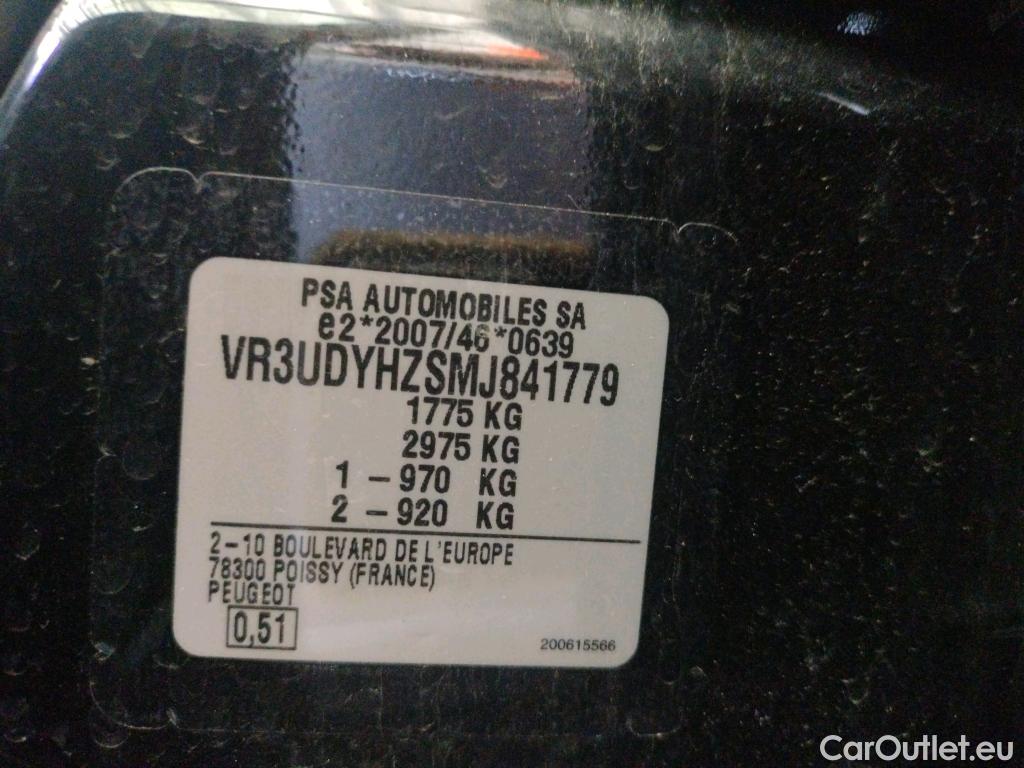 PSA AUTOMOBILES SA
e2*2007/46*0639
VR3UDYHZSMJ841779
1775 KG
2975 KG
1 – 970 KG
2 – 920 KG
2–10 BOULEVARD DE L'EUROPE
78300 POISSY (FRANCE)
PEUGEOT
0,51
200615566
CarOutlet.eu